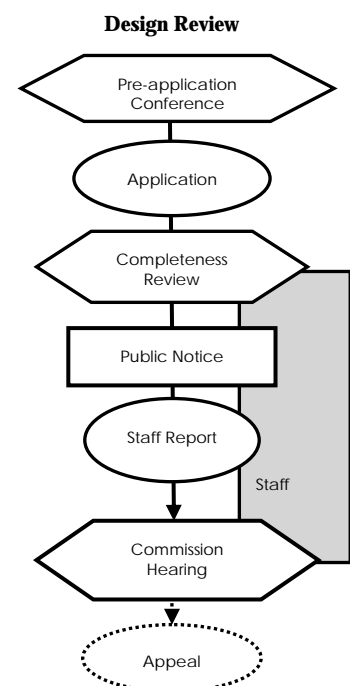 Design Review
Pre-application
Conference
Application
Completeness
Review
Public Notice
Staff Report
Staff
Commission
Hearing
Appeal